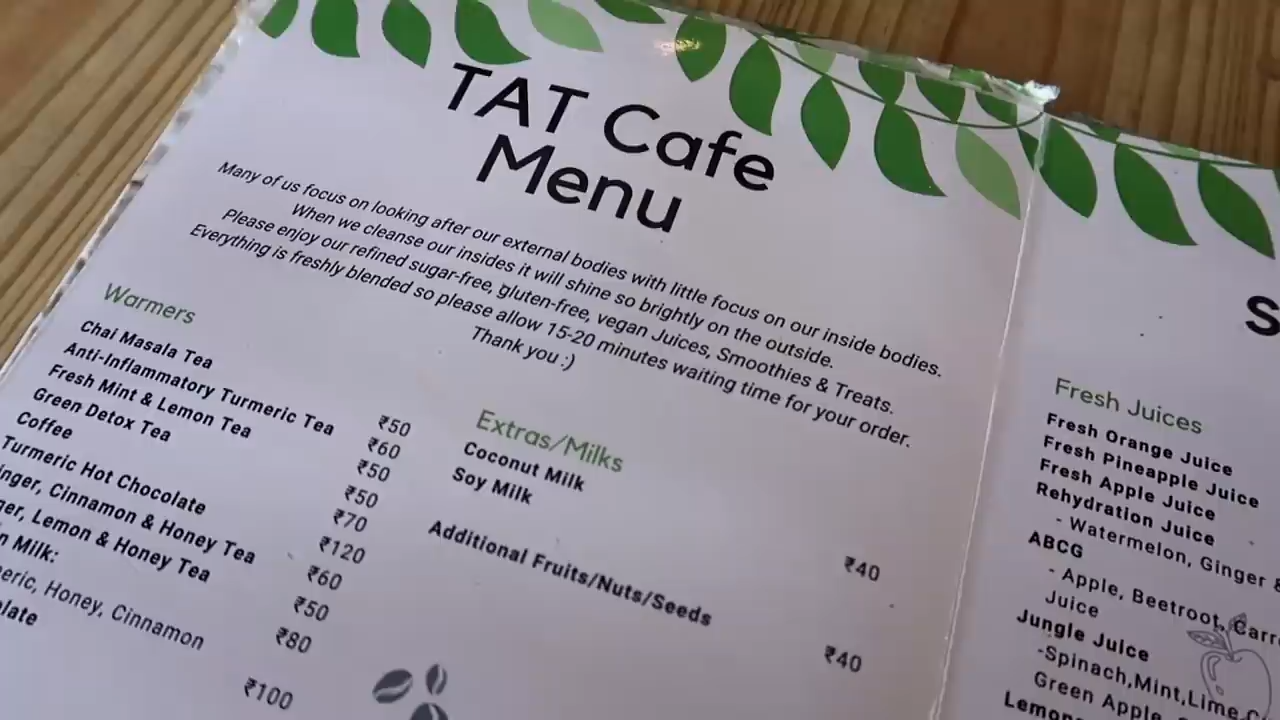 TAT Cafe
Menu
Many of us focus on looking after our external bodies with little focus on our inside bodies.
When we cleanse our insides it will shine so brightly on the outside.
Please enjoy our refined sugar-free, gluten-free, vegan Juices, Smoothies & Treats.
Everything is freshly blended so please allow 15-20 minutes waiting time for your order.
Thank you :)
Warmers
Chai Masala Tea ₹50
Anti-Inflammatory Turmeric Tea ₹60
Fresh Mint & Lemon Tea ₹50
Green Detox Tea ₹50
Coffee ₹70
Turmeric Hot Chocolate ₹120
inger, Cinnamon & Honey Tea ₹60
ger, Lemon & Honey Tea ₹50
n Milk: ₹80
eric, Honey, Cinnamon
olate ₹100
Extras/Milks
Coconut Milk ₹40
Soy Milk
Additional Fruits/Nuts/Seeds ₹40
S
Fresh Juices
Fresh Orange Juice
Fresh Pineapple Juice
Fresh Apple Juice
Rehydration Juice
- Watermelon, Ginger &
ABCG
- Apple, Beetroot, Carr
Juice
Jungle Juice
-Spinach,Mint,Lime,C
Green Apple
Lemon